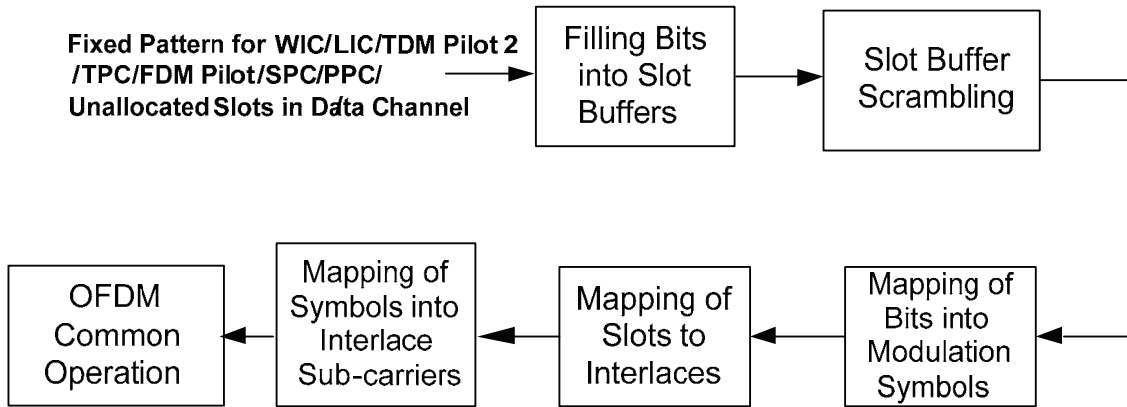 Fixed Pattern for WIC/LIC/TDM Pilot 2
/TPC/FDM Pilot/SPC/PPC/
Unallocated Slots in Data Channel
Filling Bits
into Slot
Buffers
Slot Buffer
Scrambling
OFDM
Common
Operation
Mapping of
Symbols into
Interlace
Sub-carriers
Mapping of
Slots to
Interlaces
Mapping of
Bits into
Modulation
Symbols